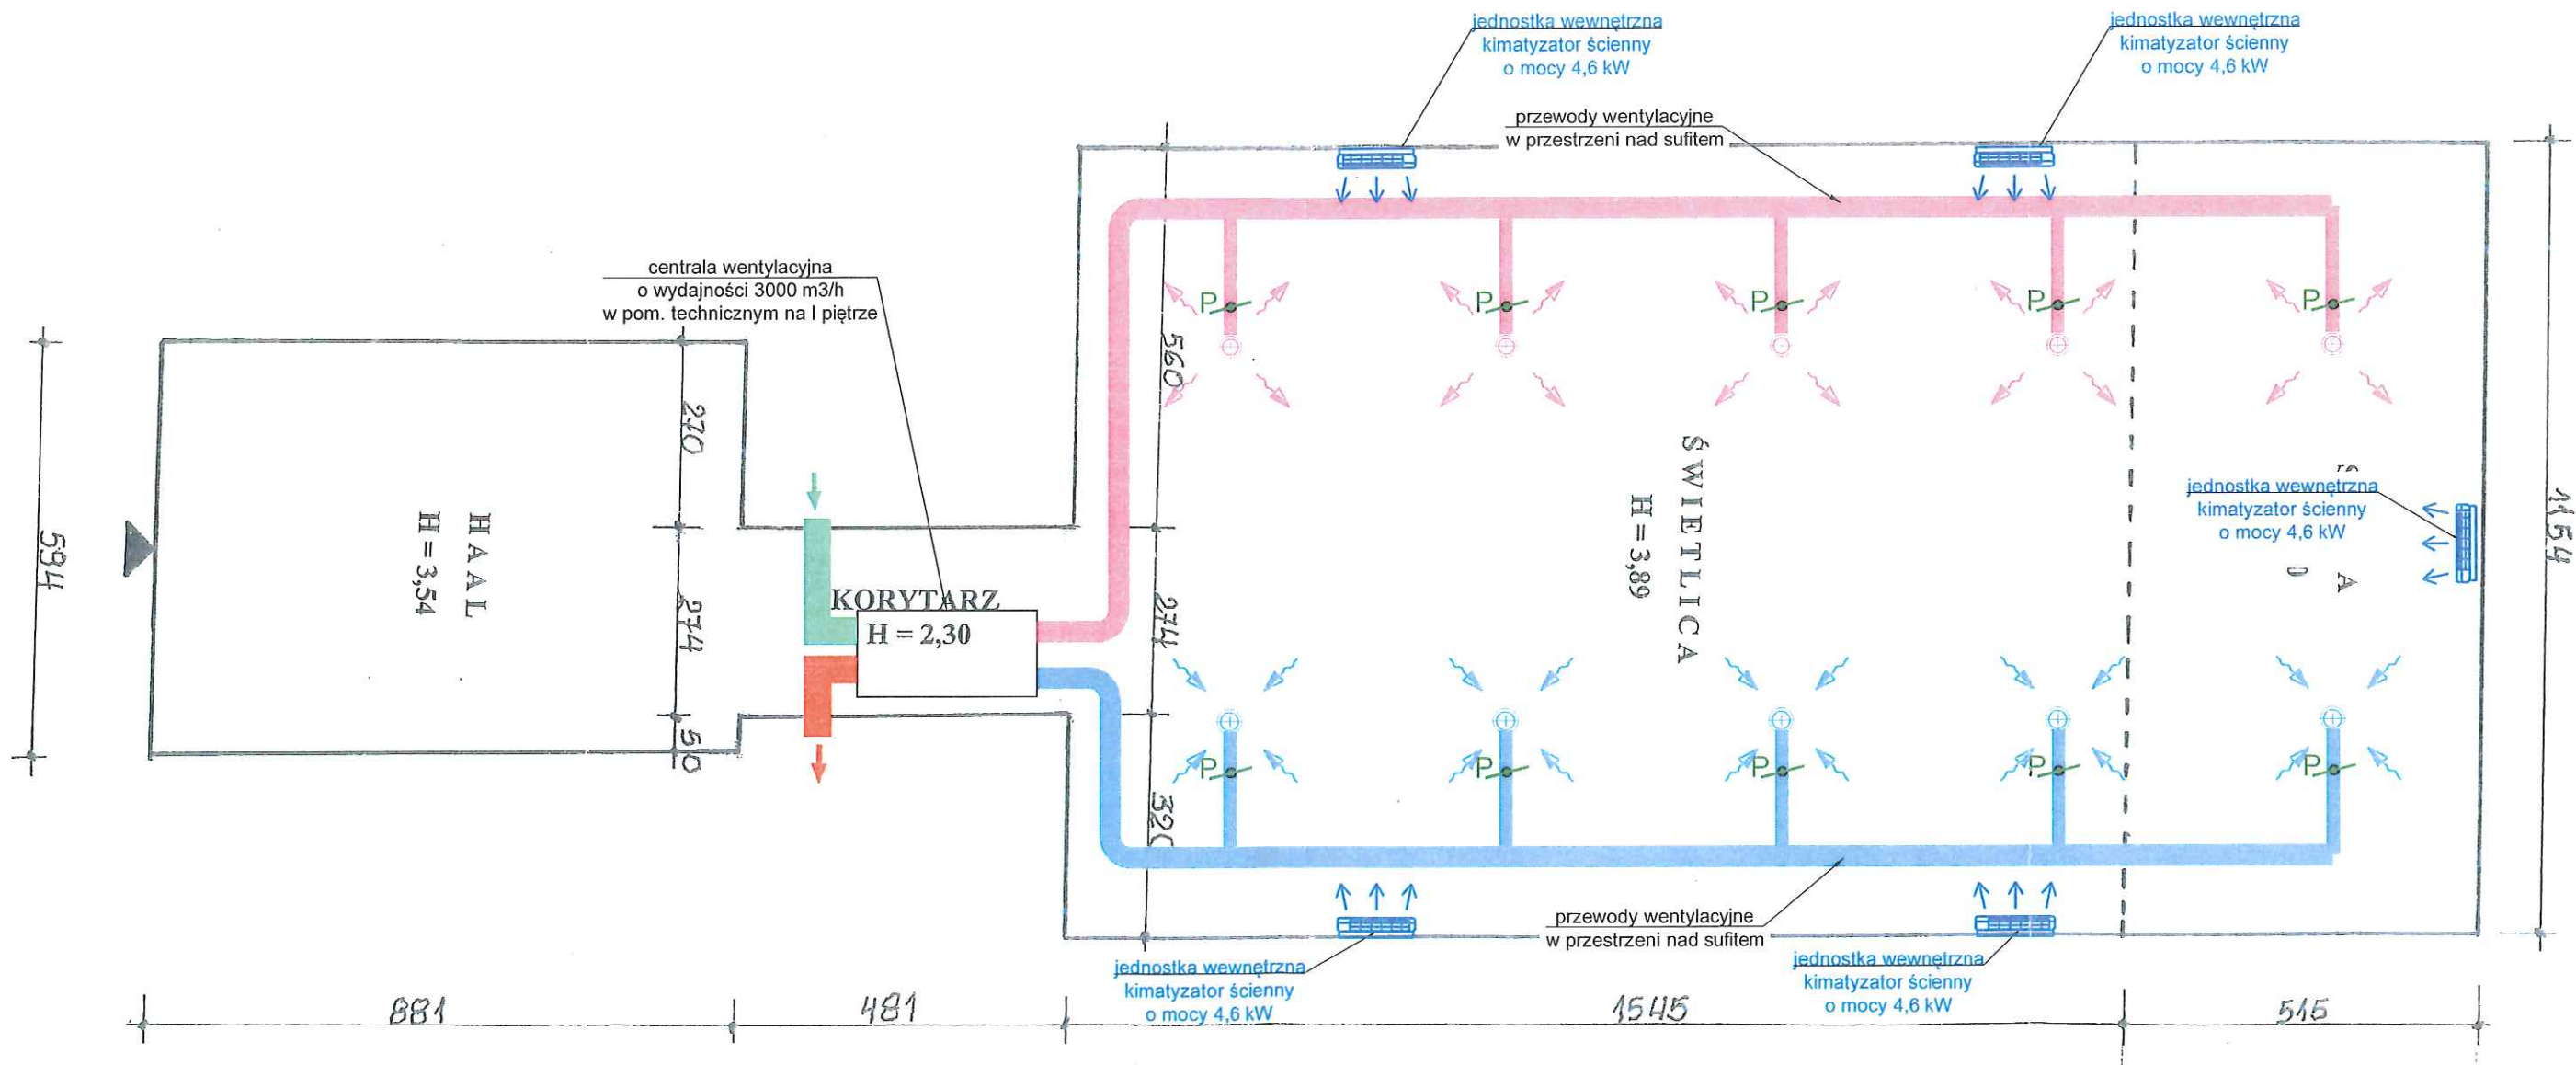 jednostka wewnętrzna
kimatyzator ścienny
o mocy 4,6 kW
jednostka wewnętrzna
kimatyzator ścienny
o mocy 4,6 kW
przewody wentylacyjne
w przestrzeni nad sufitem
centrala wentylacyjna
o wydajności 3000 m3/h
w pom. technicznym na I piętrze
P
P
P
P
P
560
270
594
HAAL
H = 3,54
274
50
KORYTARZ
H = 2,30
274
ŚWIETLICA
H = 3,89
jednostka wewnętrzna
kimatyzator ścienny
o mocy 4,6 kW
A
D
1154
P
P
P
P
P
320
przewody wentylacyjne
w przestrzeni nad sufitem
jednostka wewnętrzna
kimatyzator ścienny
o mocy 4,6 kW
jednostka wewnętrzna
kimatyzator ścienny
o mocy 4,6 kW
881
481
1545
515